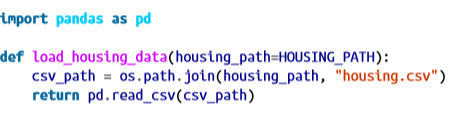 import pandas as pd
def load_housing_data(housing_path=HOUSING_PATH):
    csv_path = os.path.join(housing_path, "housing.csv")
    return pd.read_csv(csv_path)